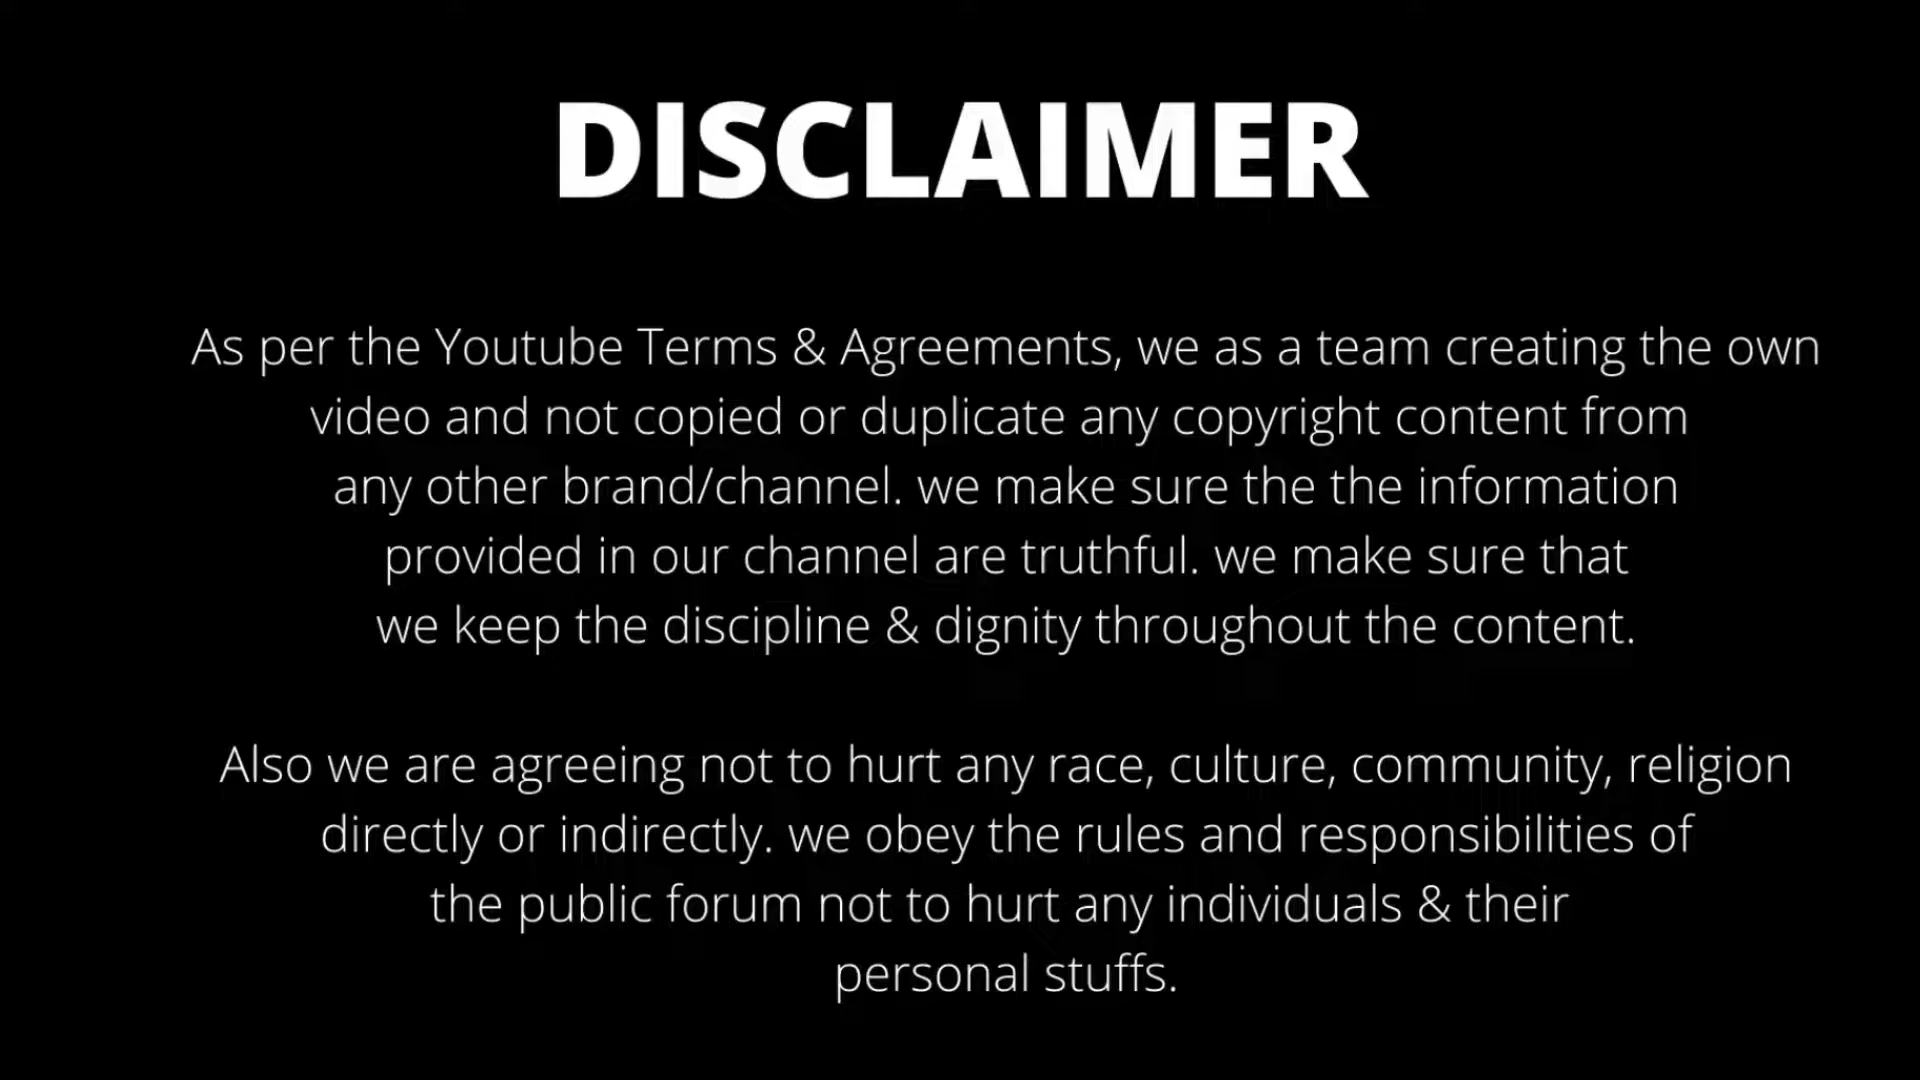 DISCLAIMER
As per the Youtube Terms & Agreements, we as a team creating the own
video and not copied or duplicate any copyright content from
any other brand/channel. we make sure the the information
provided in our channel are truthful. we make sure that
we keep the discipline & dignity throughout the content.
Also we are agreeing not to hurt any race, culture, community, religion
directly or indirectly. we obey the rules and responsibilities of
the public forum not to hurt any individuals & their
personal stuffs.